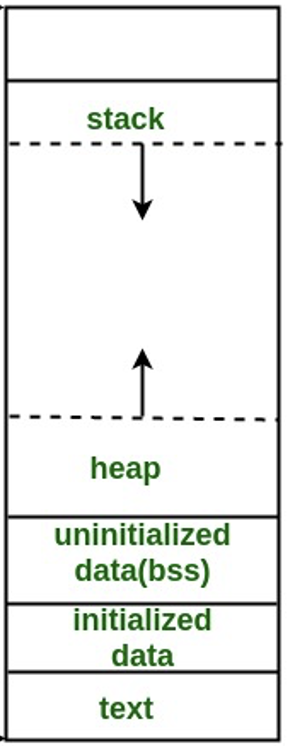 stack
heap
uninitialized
data(bss)
initialized
data
text